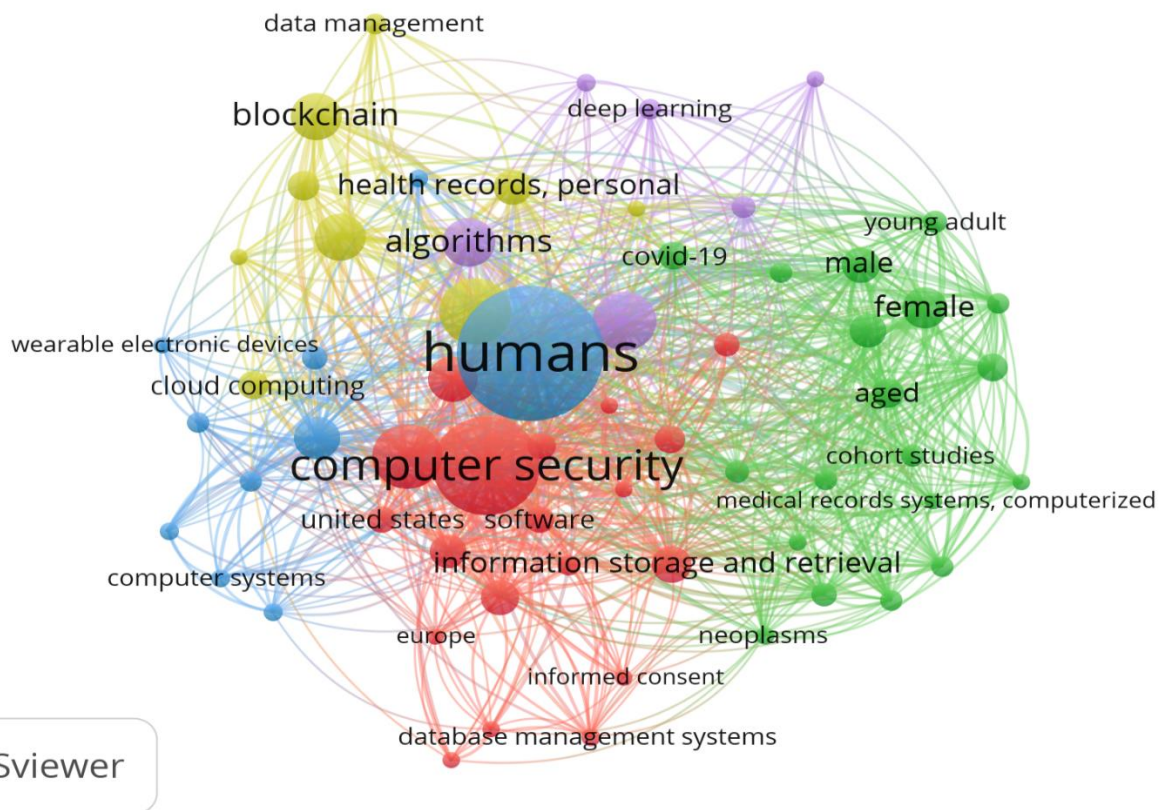 data management
deep learning
blockchain
health records, personal
young adult
algorithms
covid-19
male
female
wearable electronic devices
humans
cloud computing
aged
cohort studies
computer security
medical records systems, computerized
united states
software
information storage and retrieval
computer systems
europe
neoplasms
informed consent
database management systems
Sviewer